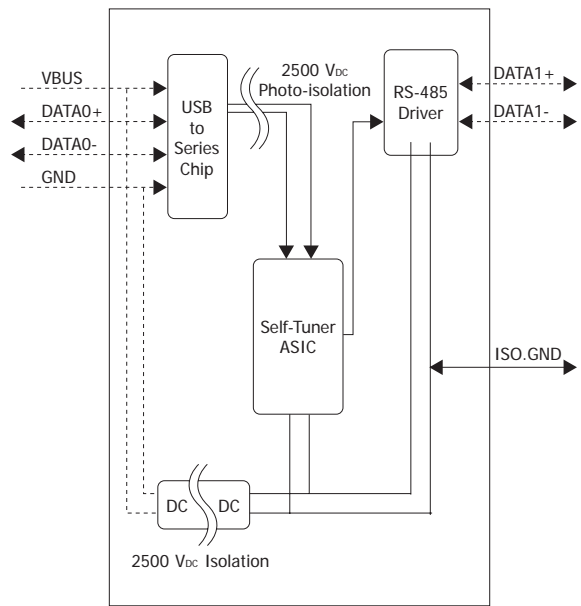 VBUS
DATA0+
DATA0-
GND
USB
to
Series
Chip
2500 VDC
Photo-isolation
RS-485
Driver
DATA1+
DATA1-
Self-Tuner
ASIC
ISO.GND
DC DC
2500 VDC Isolation